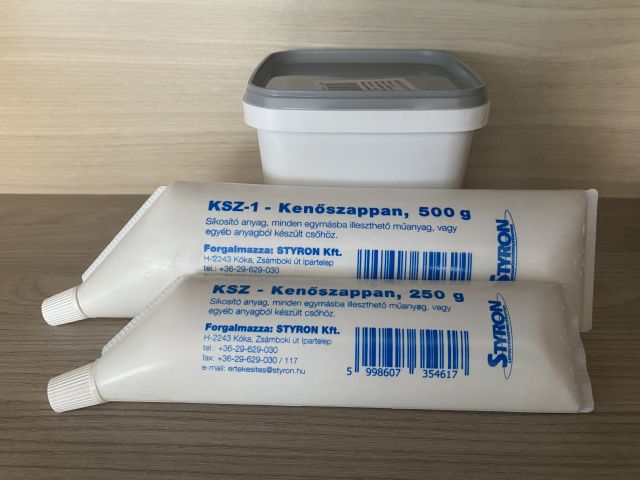 KSZ-1 - Kenőszappan, 500 g
Síkosító anyag, minden egymásba illeszthető műanyag, vagy
egyéb anyagból készült csőhöz.
Forgalmazza: STYRON Kft.
H-2243 Kóka, Zsámboki út Ipartelep
tel.: +36-29-629-030
STYRON
KSZ - Kenőszappan, 250 g
Síkosító anyag, minden egymásba illeszthető műanyag, vagy
egyéb anyagból készült csőhöz.
Forgalmazza: STYRON Kft.
H-2243 Kóka, Zsámboki út Ipartelep
tel.: +36-29-629-030
fax: +36-29-629-030 / 117
e-mail: ertekesites@styron.hu
5 998607 354617
STYRON